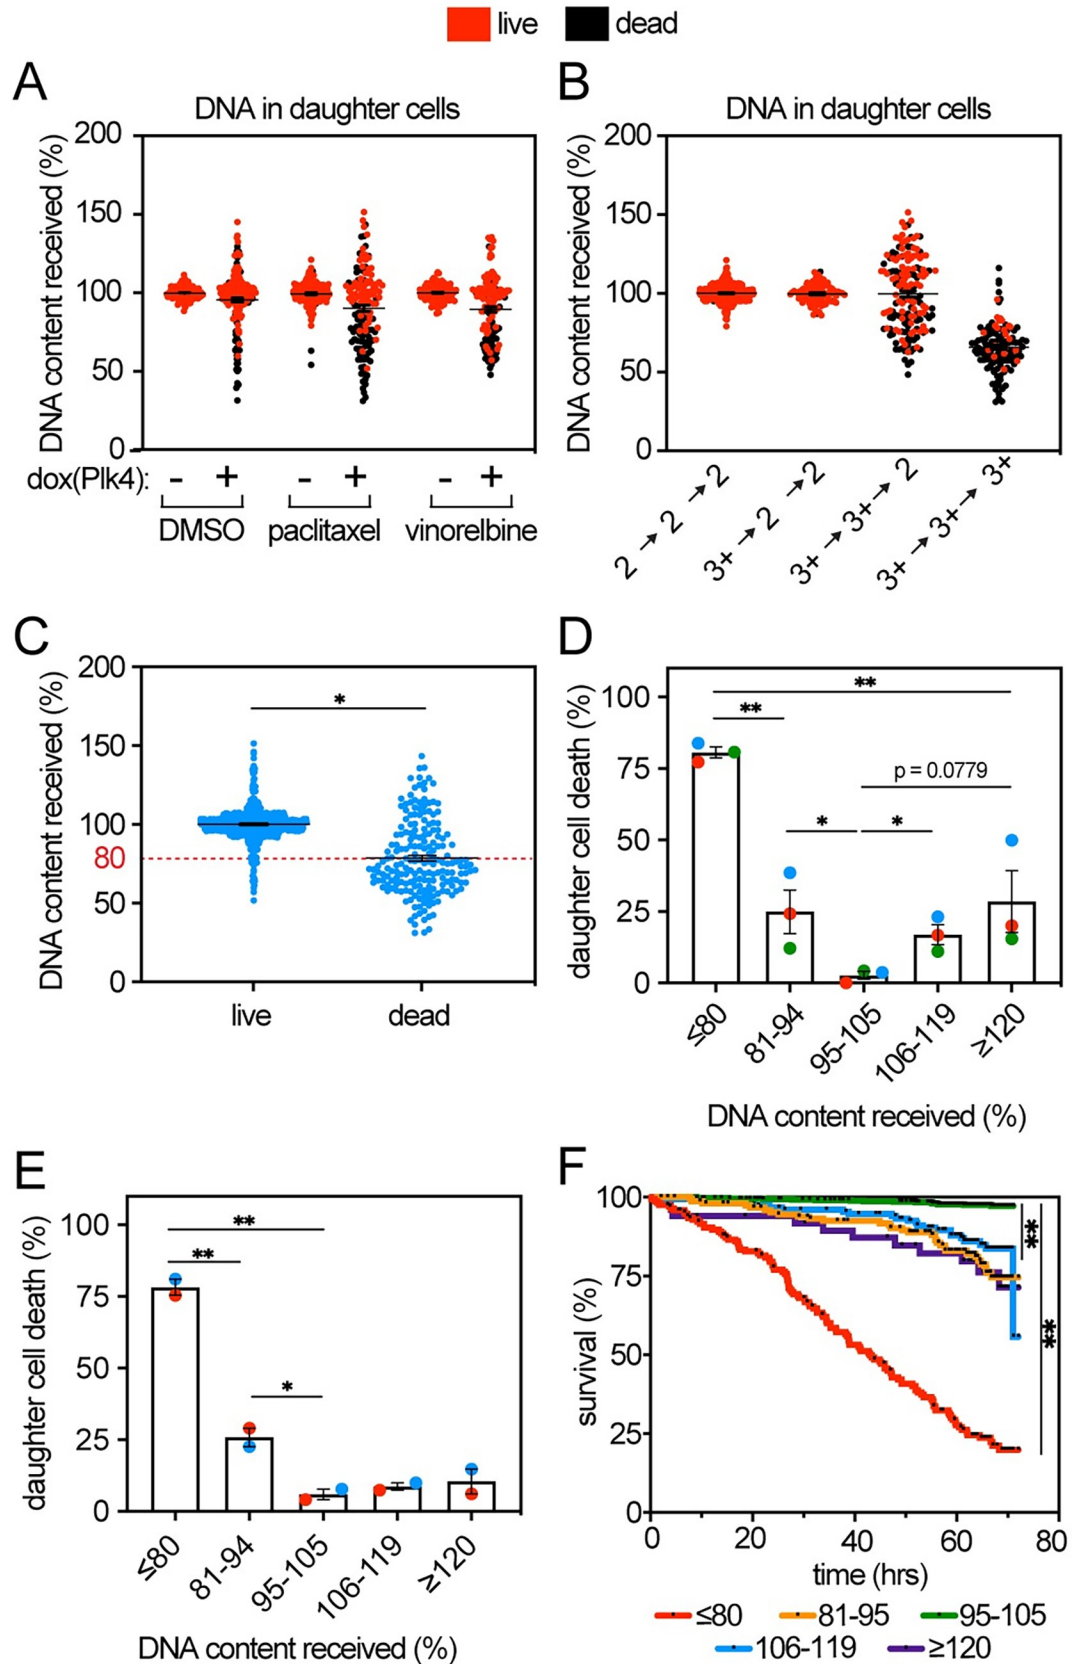 live dead
A
DNA in daughter cells
DNA content received (%)
200
150
100
50
0
dox(Plk4): - + - + - +
DMSO paclitaxel vinorelbine
B
DNA in daughter cells
DNA content received (%)
200
150
100
50
0
2 → 2 → 2
3+ → 2 → 2
3+ → 3+ → 2
3+ → 3+ → 3+
C
DNA content received (%)
200
150
100
80
50
0
*
live dead
D
daughter cell death (%)
100
75
50
25
0
**
**
p = 0.0779
* *
≤80 81-94 95-105 106-119 ≥120
DNA content received (%)
E
daughter cell death (%)
100
75
50
25
0
**
**
*
≤80 81-94 95-105 106-119 ≥120
DNA content received (%)
F
survival (%)
100
75
50
25
0
**
**
0 20 40 60 80
time (hrs)
≤80 81-95 95-105
106-119 ≥120